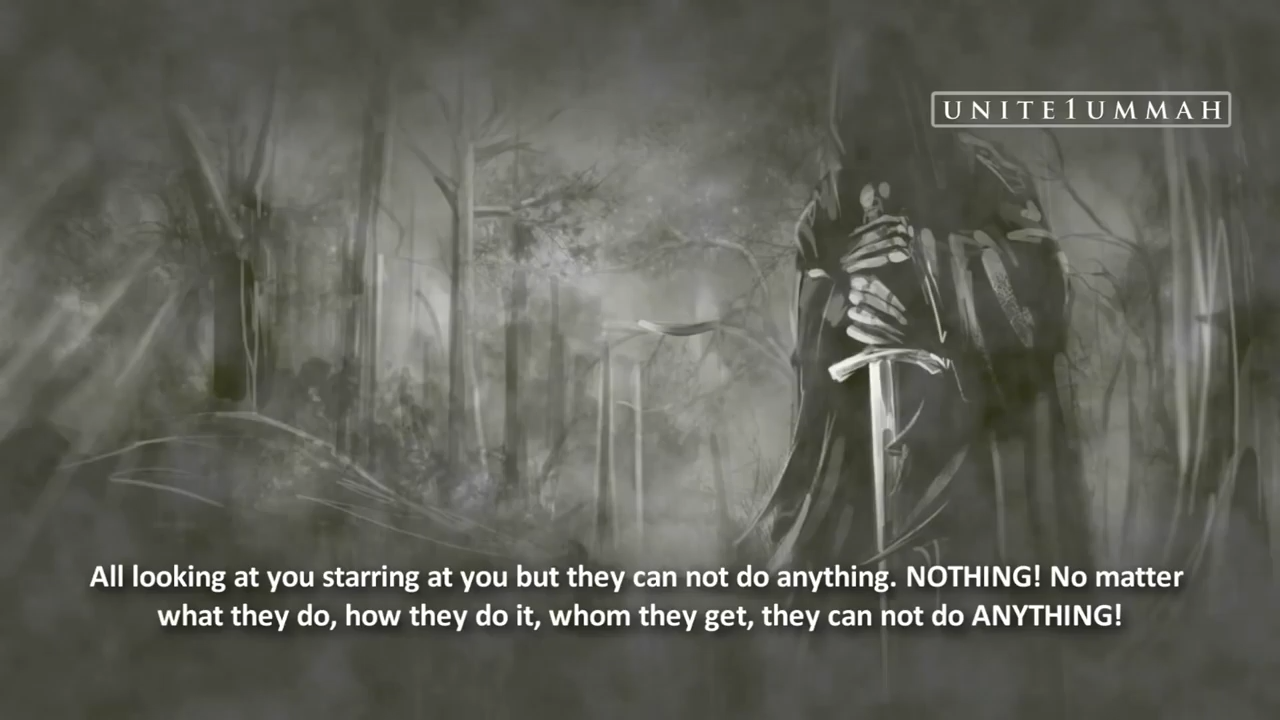 UNITE1UMMAH
All looking at you starring at you but they can not do anything. NOTHING! No matter
what they do, how they do it, whom they get, they can not do ANYTHING!